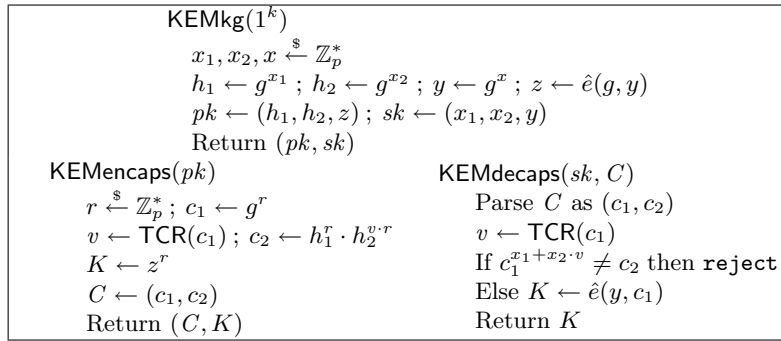 KEMkg(1^k)
x_1, x_2, x ←$ ℤ_p^*
h_1 ← g^{x_1} ; h_2 ← g^{x_2} ; y ← g^x ; z ← ê(g, y)
pk ← (h_1, h_2, z) ; sk ← (x_1, x_2, y)
Return (pk, sk)
KEMencaps(pk)
r ←$ ℤ_p^* ; c_1 ← g^r
v ← TCR(c_1) ; c_2 ← h_1^r · h_2^{v·r}
K ← z^r
C ← (c_1, c_2)
Return (C, K)
KEMdecaps(sk, C)
Parse C as (c_1, c_2)
v ← TCR(c_1)
If c_1^{x_1+x_2·v} ≠ c_2 then reject
Else K ← ê(y, c_1)
Return K